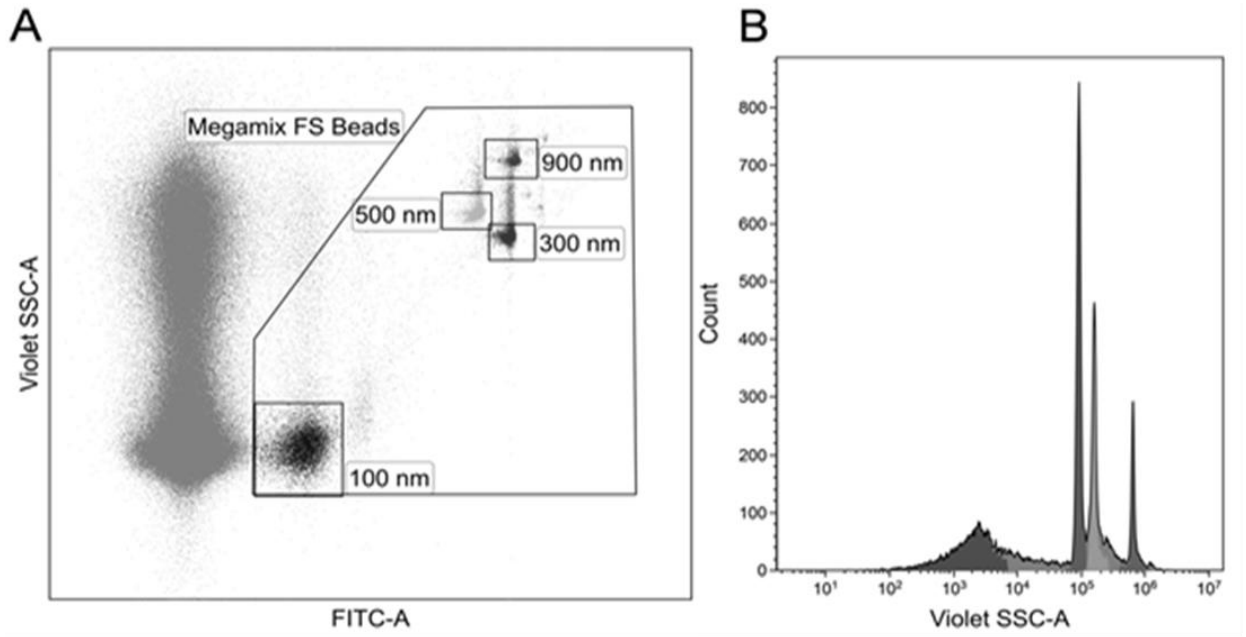 A
B
Megamix FS Beads
900 nm
500 nm
300 nm
100 nm
Violet SSC-A
FITC-A
Count
800
700
600
500
400
300
200
100
0
10¹ 10² 10³ 10⁴ 10⁵ 10⁶ 10⁷
Violet SSC-A